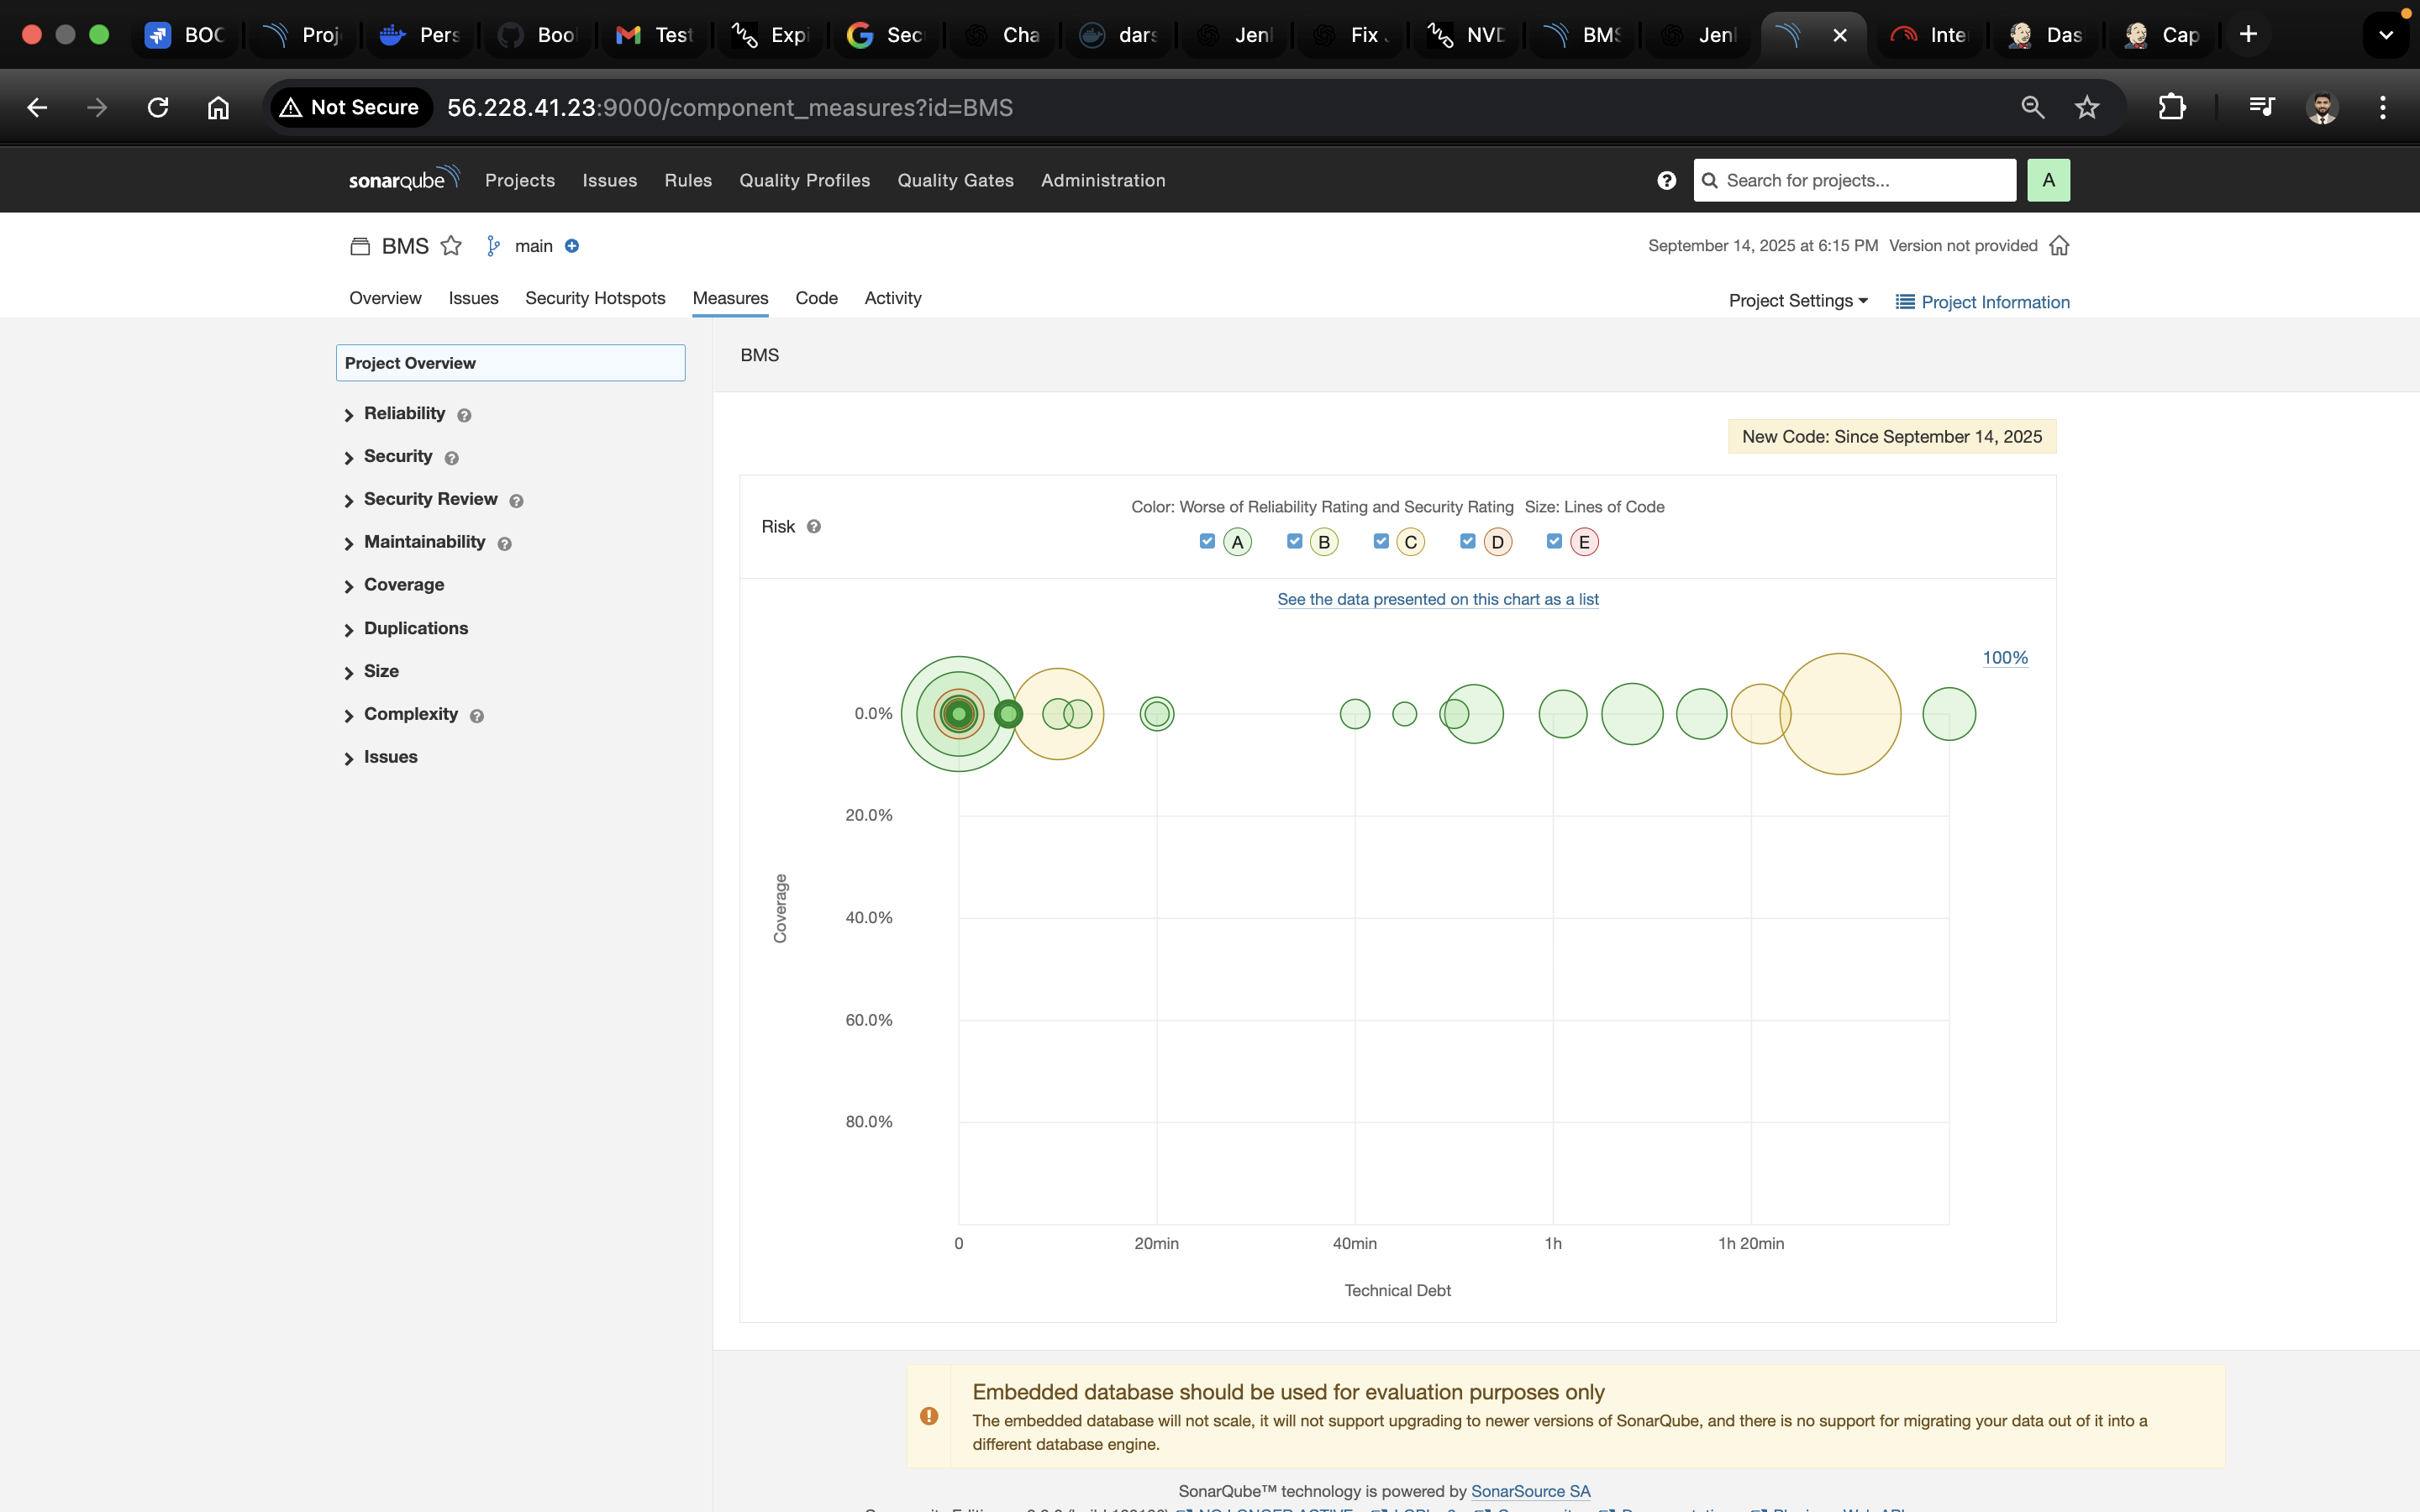 BOC
Proj
Pers
Boo
Test
Expi
Sec
Cha
dars
Jen
Fix
NVD
BMS
Jen
Inte
Das
Cap
Not Secure
56.228.41.23:9000/component_measures?id=BMS
sonarqube
Projects
Issues
Rules
Quality Profiles
Quality Gates
Administration
Search for projects...
A
BMS
main
September 14, 2025 at 6:15 PM Version not provided
Overview
Issues
Security Hotspots
Measures
Code
Activity
Project Settings
Project Information
Project Overview
Reliability
Security
Security Review
Maintainability
Coverage
Duplications
Size
Complexity
Issues
BMS
New Code: Since September 14, 2025
Risk
Color: Worse of Reliability Rating and Security Rating Size: Lines of Code
A B C D E
See the data presented on this chart as a list
100%
0.0%
20.0%
40.0%
60.0%
80.0%
Coverage
0 20min 40min 1h 1h 20min
Technical Debt
Embedded database should be used for evaluation purposes only
The embedded database will not scale, it will not support upgrading to newer versions of SonarQube, and there is no support for migrating your data out of it into a
different database engine.
SonarQube™ technology is powered by SonarSource SA